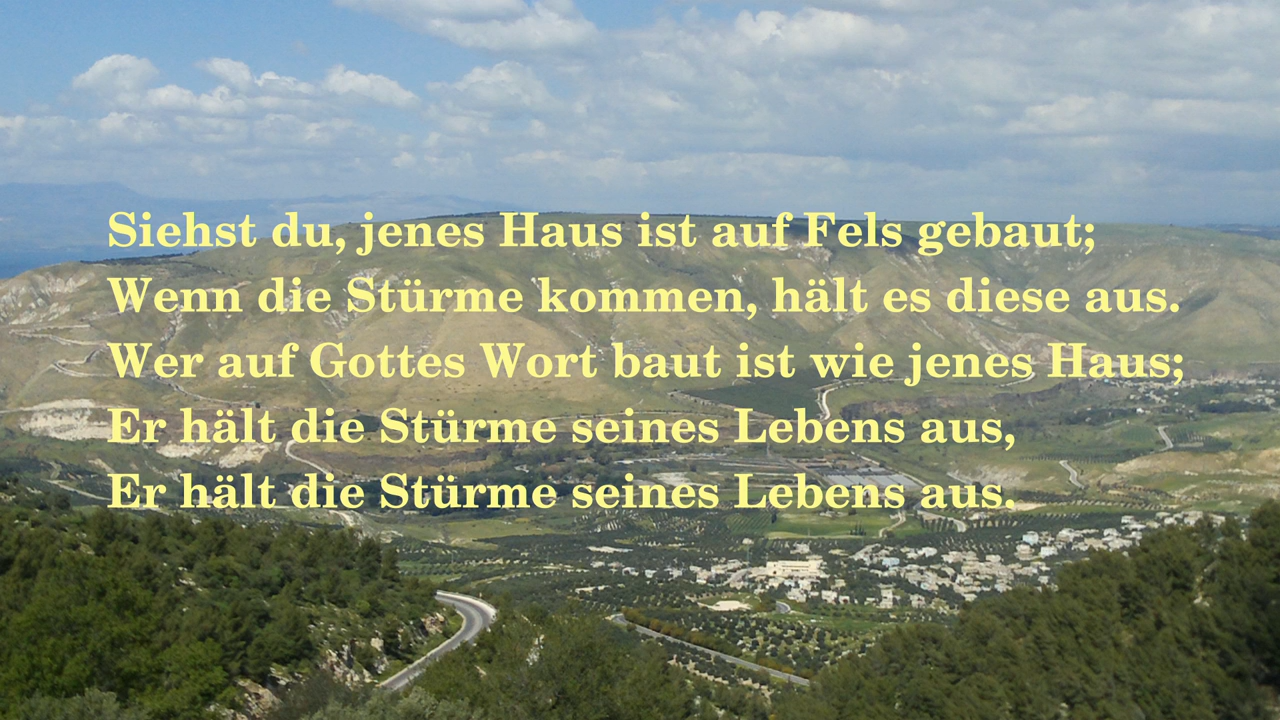 Siehst du, jenes Haus ist auf Fels gebaut;
Wenn die Stürme kommen, hält es diese aus.
Wer auf Gottes Wort baut ist wie jenes Haus;
Er hält die Stürme seines Lebens aus,
Er hält die Stürme seines Lebens aus.